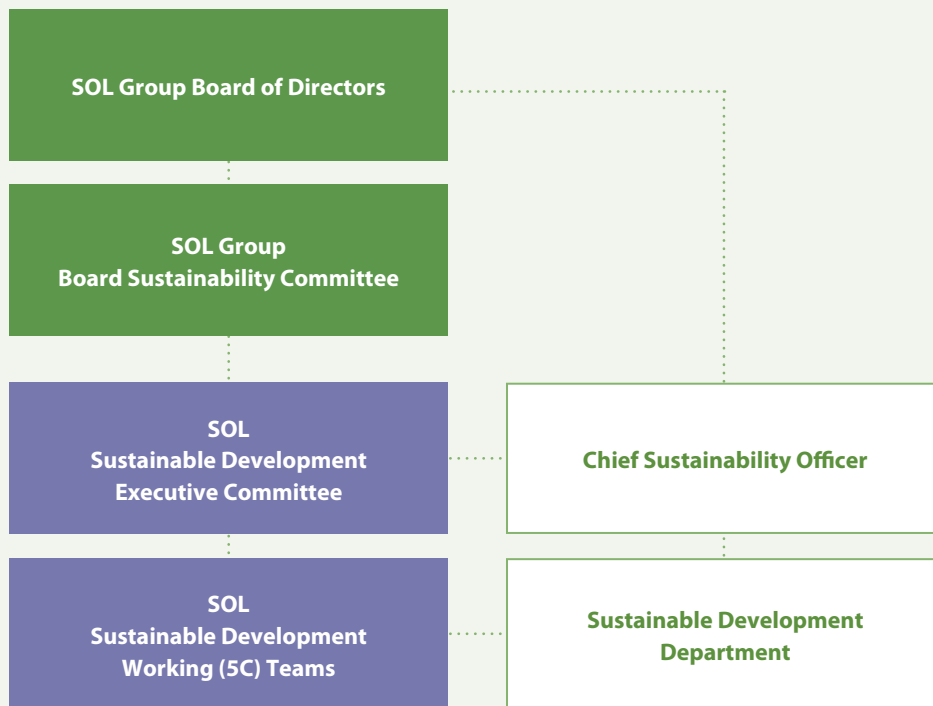 SOL Group Board of Directors
SOL Group
Board Sustainability Committee
SOL
Sustainable Development
Executive Committee
Chief Sustainability Officer
SOL
Sustainable Development
Working (5C) Teams
Sustainable Development
Department